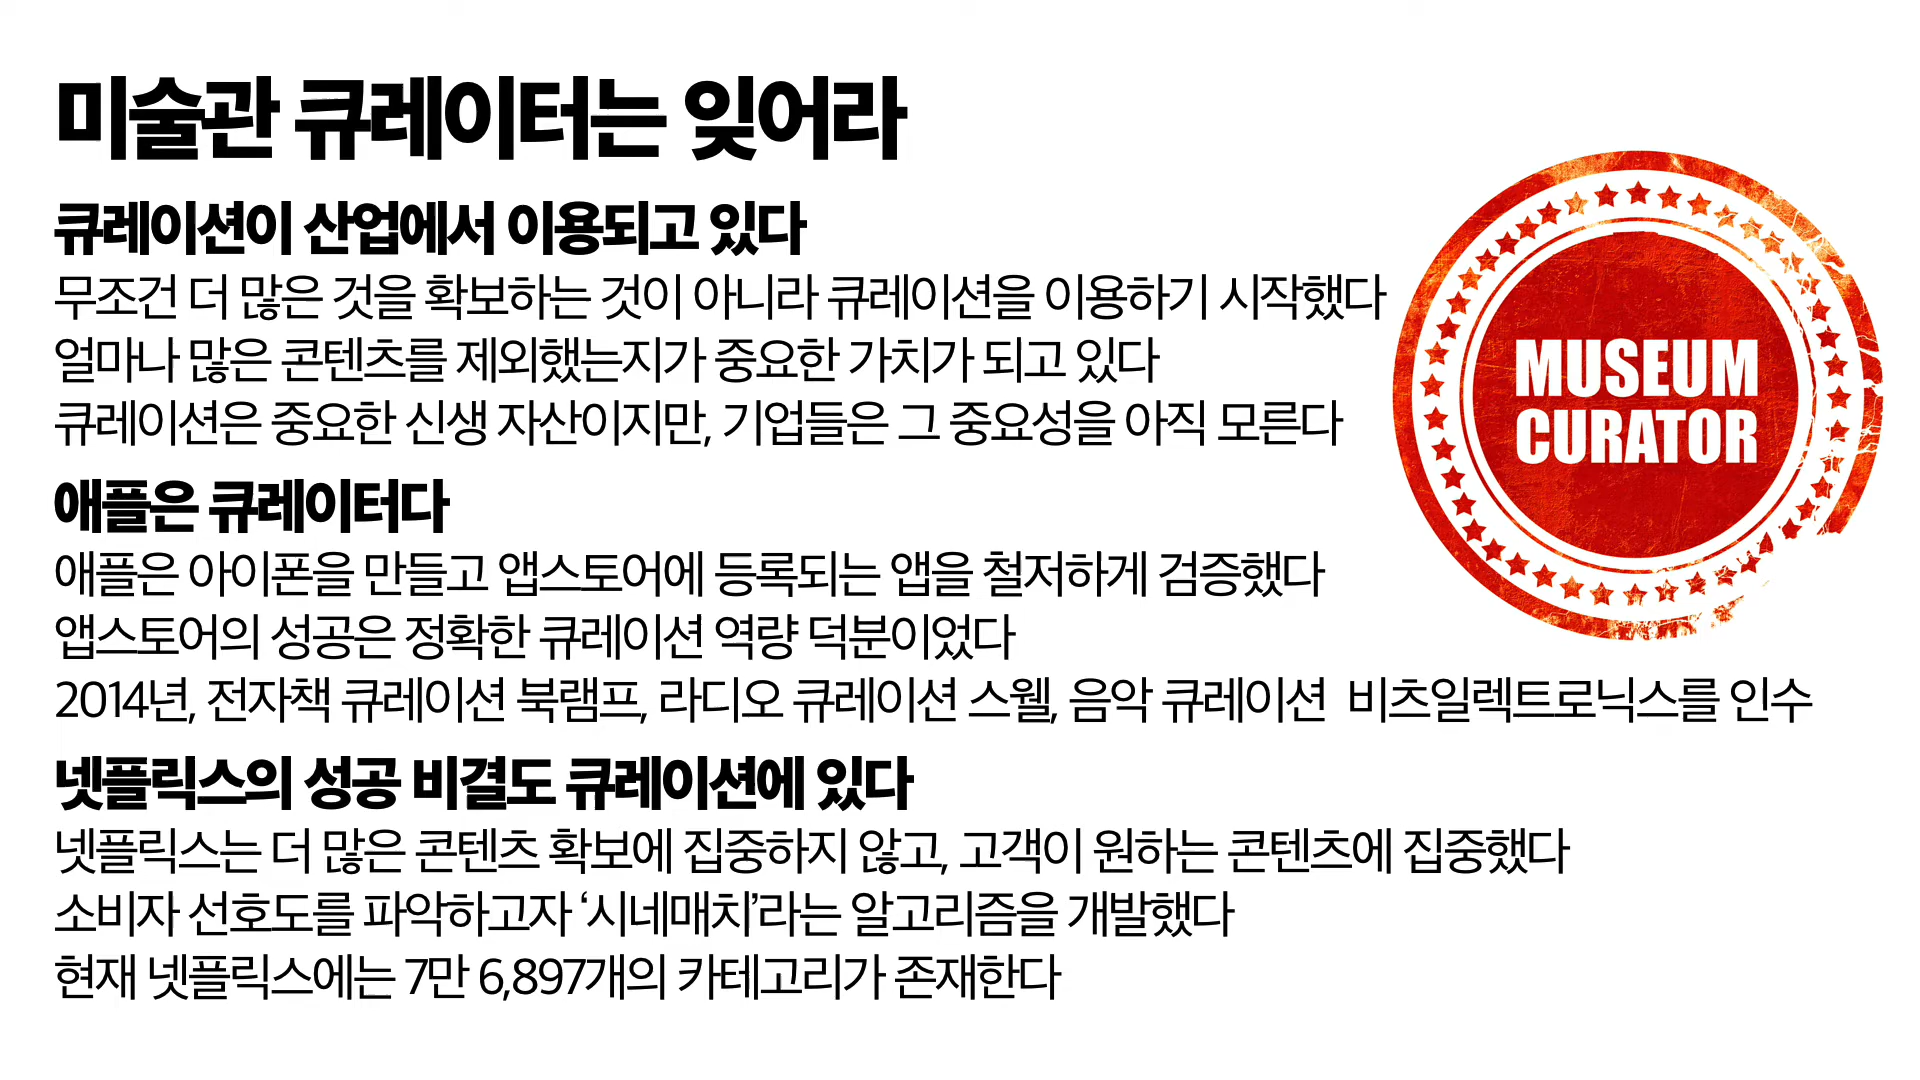 미술관 큐레이터는 잊어라
큐레이션이 산업에서 이용되고 있다
무조건 더 많은 것을 확보하는 것이 아니라 큐레이션을 이용하기 시작했다
얼마나 많은 콘텐츠를 제외했는지가 중요한 가치가 되고 있다
큐레이션은 중요한 신생 자산이지만, 기업들은 그 중요성을 아직 모른다
MUSEUM
CURATOR
애플은 큐레이터다
애플은 아이폰을 만들고 앱스토어에 등록되는 앱을 철저하게 검증했다
앱스토어의 성공은 정확한 큐레이션 역량 덕분이었다
2014년, 전자책 큐레이션 북램프, 라디오 큐레이션 스웰, 음악 큐레이션 비츠일렉트로닉스를 인수
넷플릭스의 성공 비결도 큐레이션에 있다
넷플릭스는 더 많은 콘텐츠 확보에 집중하지 않고, 고객이 원하는 콘텐츠에 집중했다
소비자 선호도를 파악하고자 ‘시네매치’라는 알고리즘을 개발했다
현재 넷플릭스에는 7만 6,897개의 카테고리가 존재한다